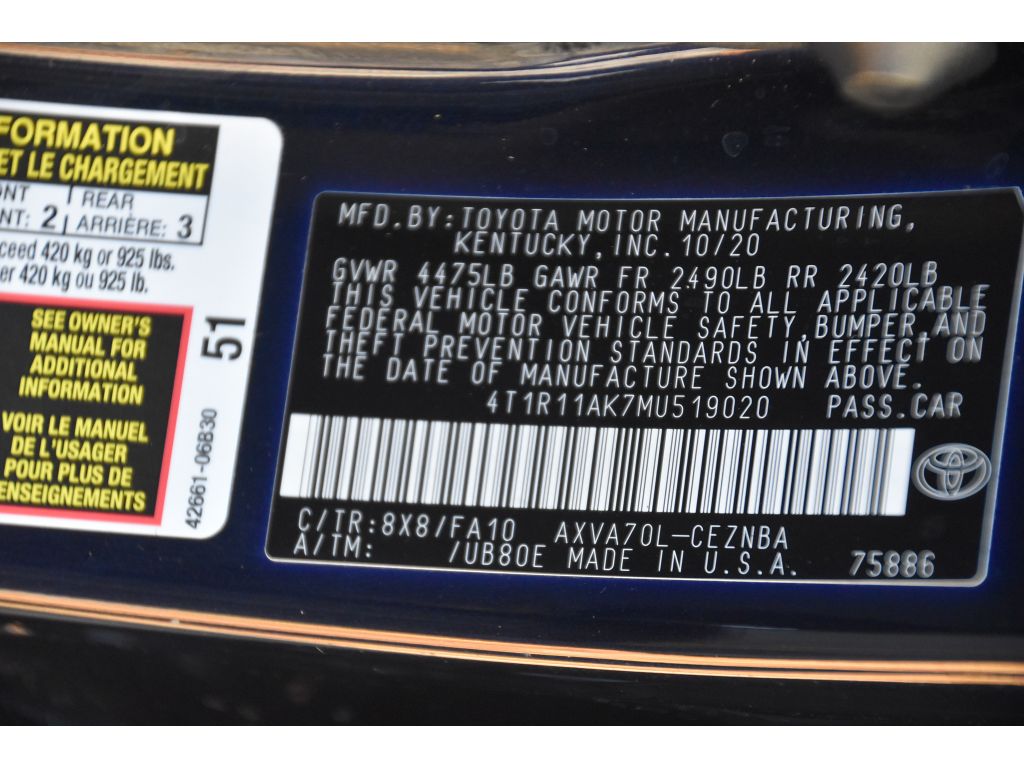 FORMATION
ET LE CHARGEMENT
NT REAR
NT: 2 ARRIÈRE: 3
ceed 420 kg or 925 lbs.
er 420 kg ou 925 lb.
SEE OWNER'S
MANUAL FOR
ADDITIONAL
INFORMATION
VOIR LE MANUEL
DE L'USAGER
POUR PLUS DE
ENSEIGNEMENTS
51
42661-06B30
MFD.BY:TOYOTA MOTOR MANUFACTURING,
KENTUCKY,INC.10/20
GVWR 4475LB GAWR FR 2490LB RR 2420LB
THIS VEHICLE CONFORMS TO ALL APPLICABLE
FEDERAL MOTOR VEHICLE SAFETY,BUMPER,AND
THEFT PREVENTION STANDARDS IN EFFECT ON
THE DATE OF MANUFACTURE SHOWN ABOVE.
4T1R11AK7MU519020 PASS.CAR
C/TR:8X8/FA10 AXVA70L-CEZNBA
A/TM: /UB80E MADE IN U.S.A. 75886